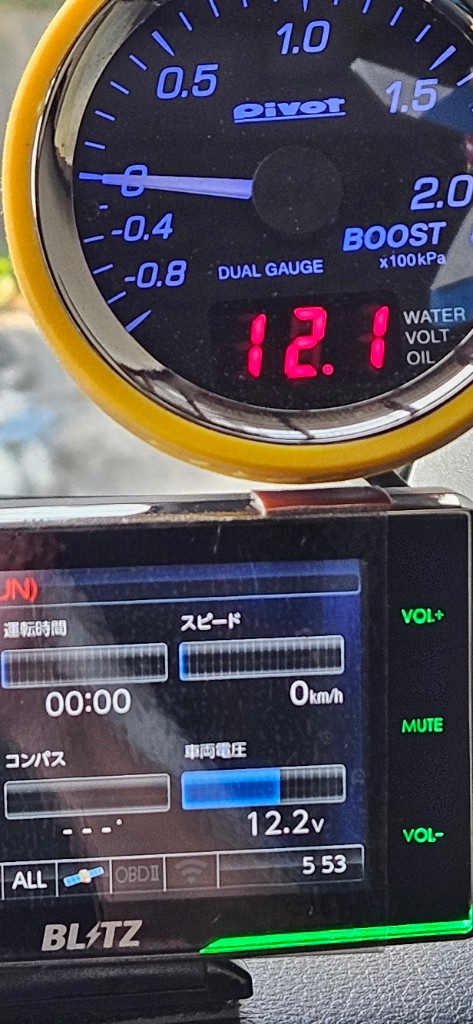 1.0
0.5
1.5
Pivot
0
2.0
-0.4
BOOST
-0.8
DUAL GAUGE
x100kPa
12.1
WATER
VOLT
OIL
UN)
運転時間
スピード
00:00
0km/h
コンパス
車両電圧
---°
12.2v
ALL
OBDII
5 53
VOL+
MUTE
VOL-
BLITZ